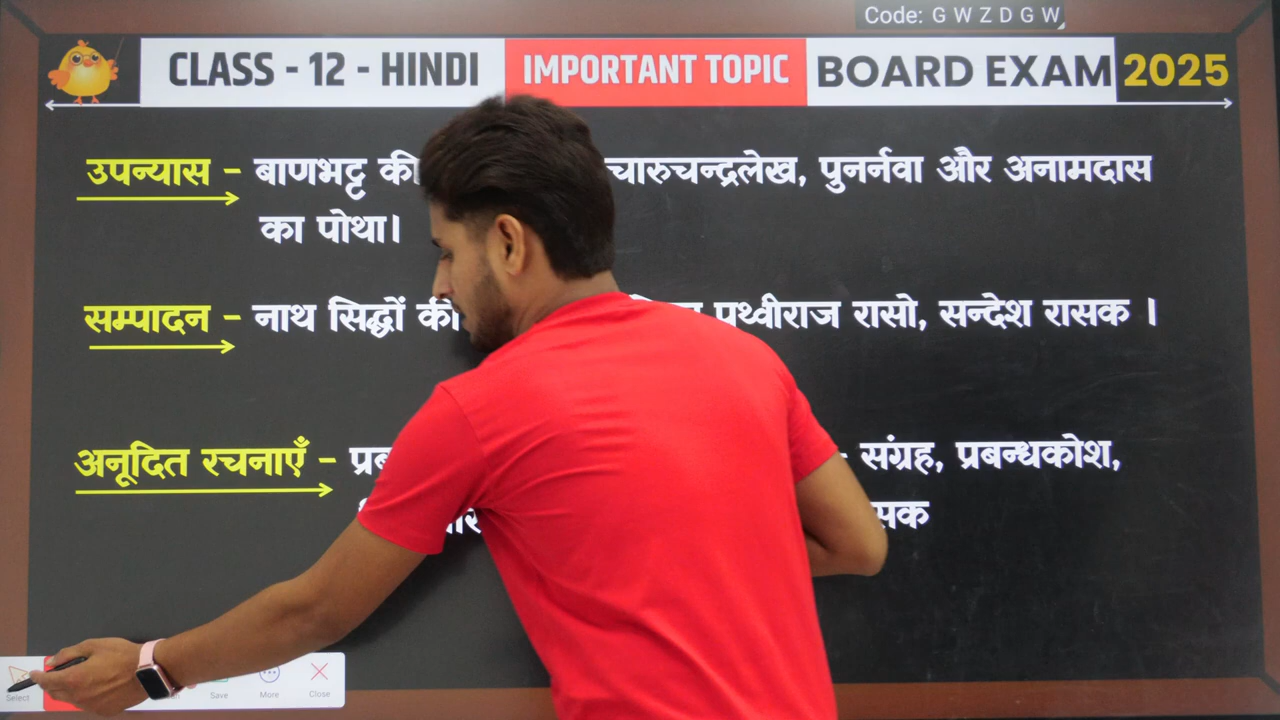 Code: G W Z D G W
CLASS - 12 - HINDI IMPORTANT TOPIC BOARD EXAM 2025
उपन्यास - बाणभट्ट की चारुचन्द्रलेख, पुनर्नवा और अनामदास
का पोथा।
सम्पादन - नाथ सिद्धों की पृथ्वीराज रासो, सन्देश रासक ।
अनूदित रचनाएँ - संग्रह, प्रबन्धकोश,
Select Save More Close